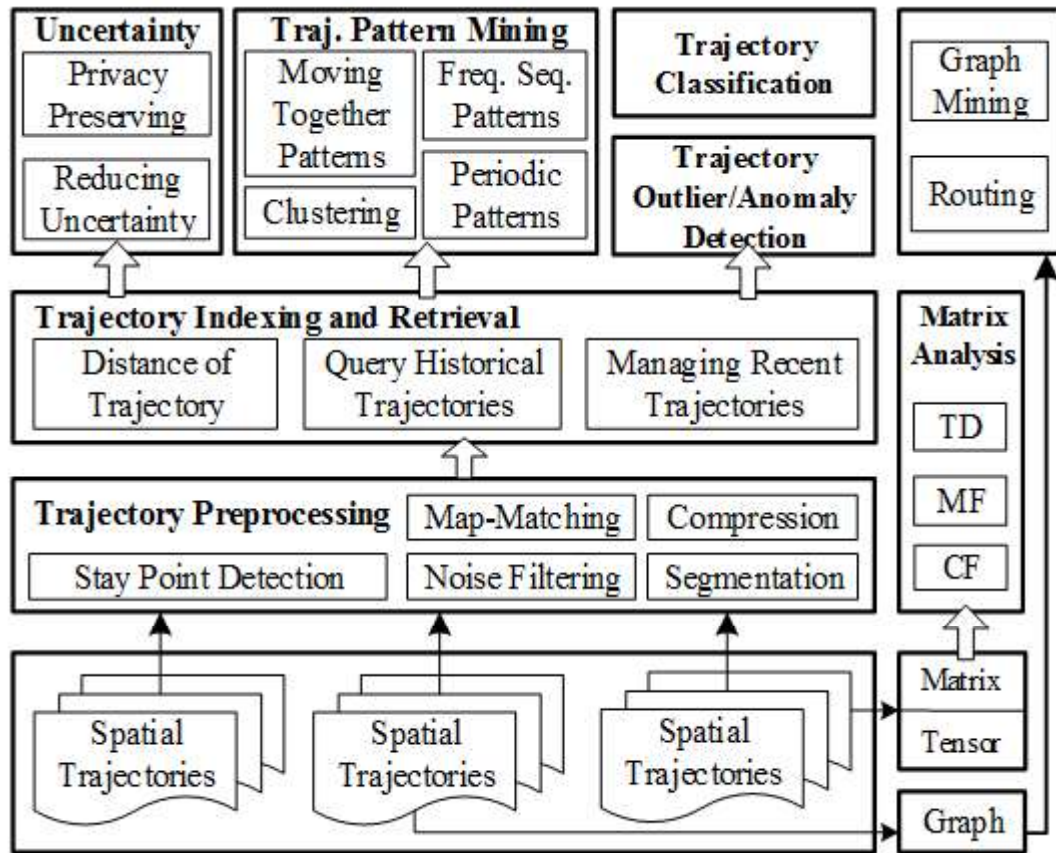 Uncertainty
Privacy
Preserving
Reducing
Uncertainty
Traj. Pattern Mining
Moving
Together
Patterns
Freq. Seq.
Patterns
Clustering
Periodic
Patterns
Trajectory
Classification
Trajectory
Outlier/Anomaly
Detection
Graph
Mining
Routing
Trajectory Indexing and Retrieval
Distance of
Trajectory
Query Historical
Trajectories
Managing Recent
Trajectories
Matrix
Analysis
TD
MF
CF
Trajectory Preprocessing
Map-Matching
Compression
Stay Point Detection
Noise Filtering
Segmentation
Spatial
Trajectories
Spatial
Trajectories
Spatial
Trajectories
Matrix
Tensor
Graph